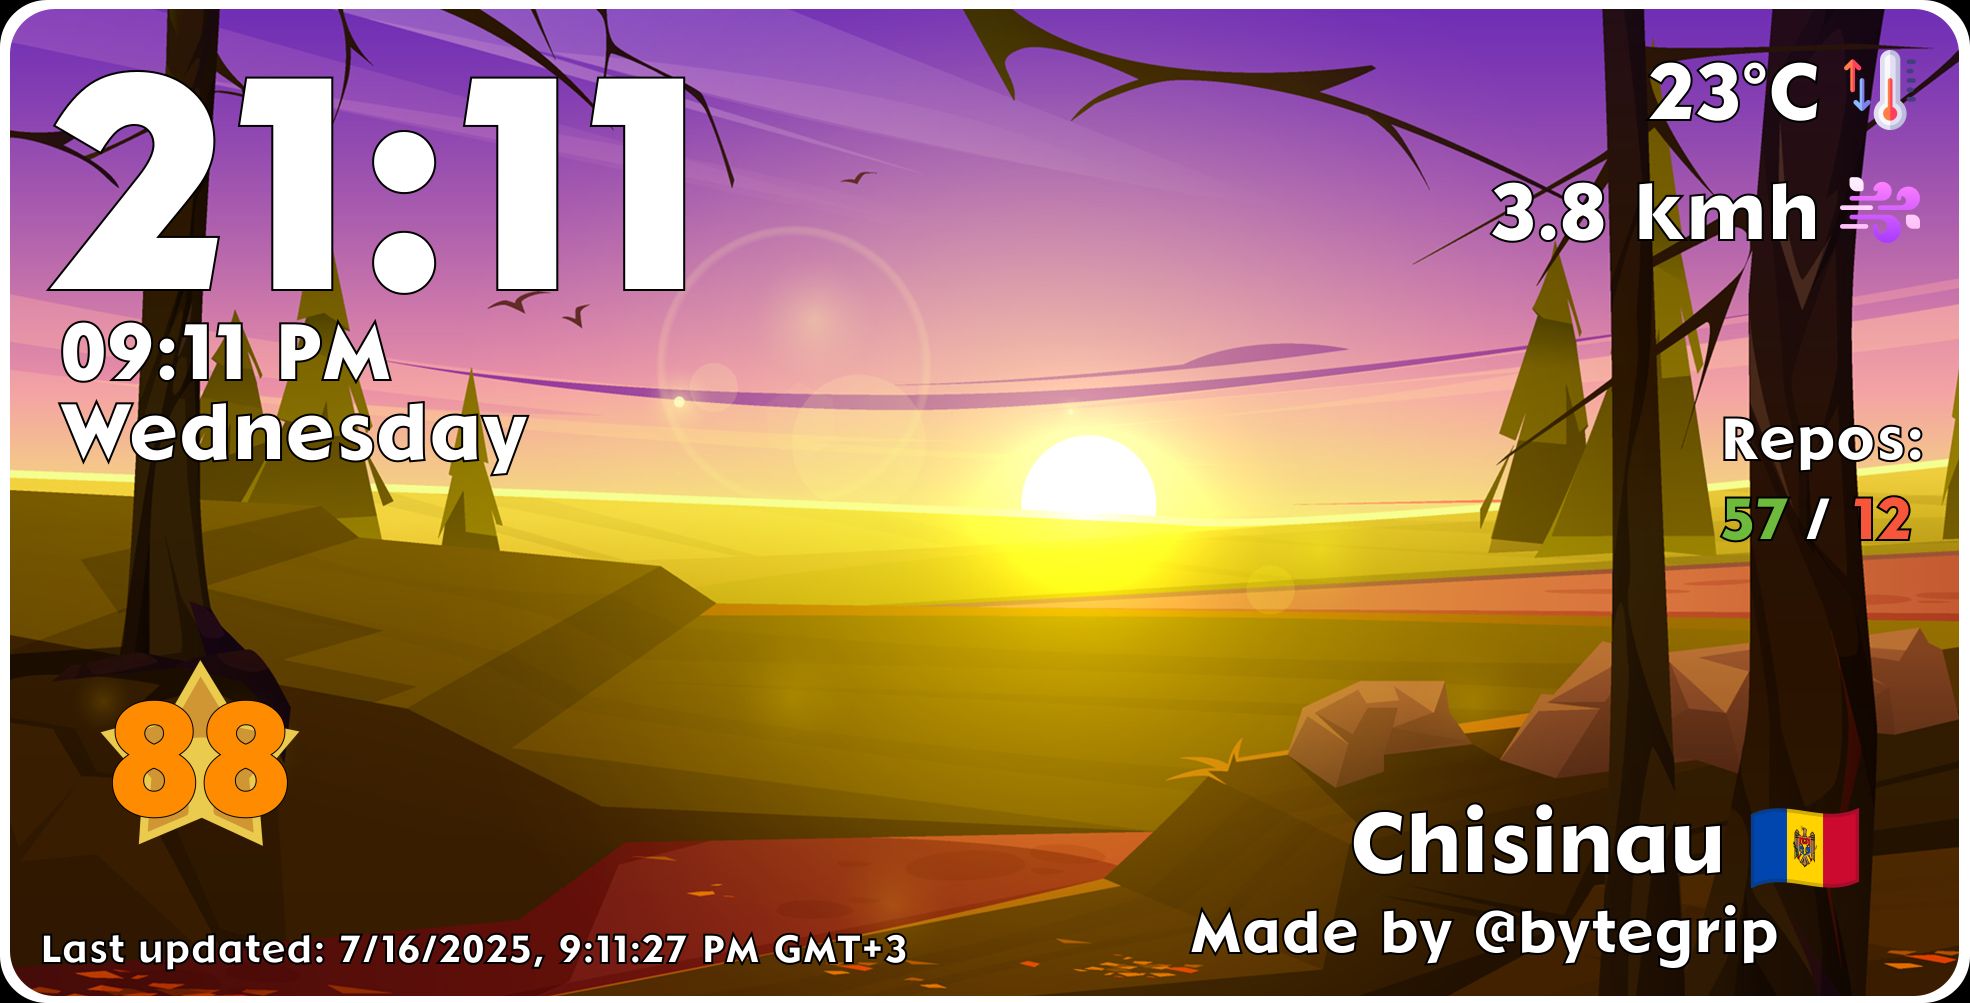 21:11
09:11 PM
Wednesday
23°C
3.8 kmh
Repos:
57 / 12
88
Chisinau
Made by @bytegrip
Last updated: 7/16/2025, 9:11:27 PM GMT+3